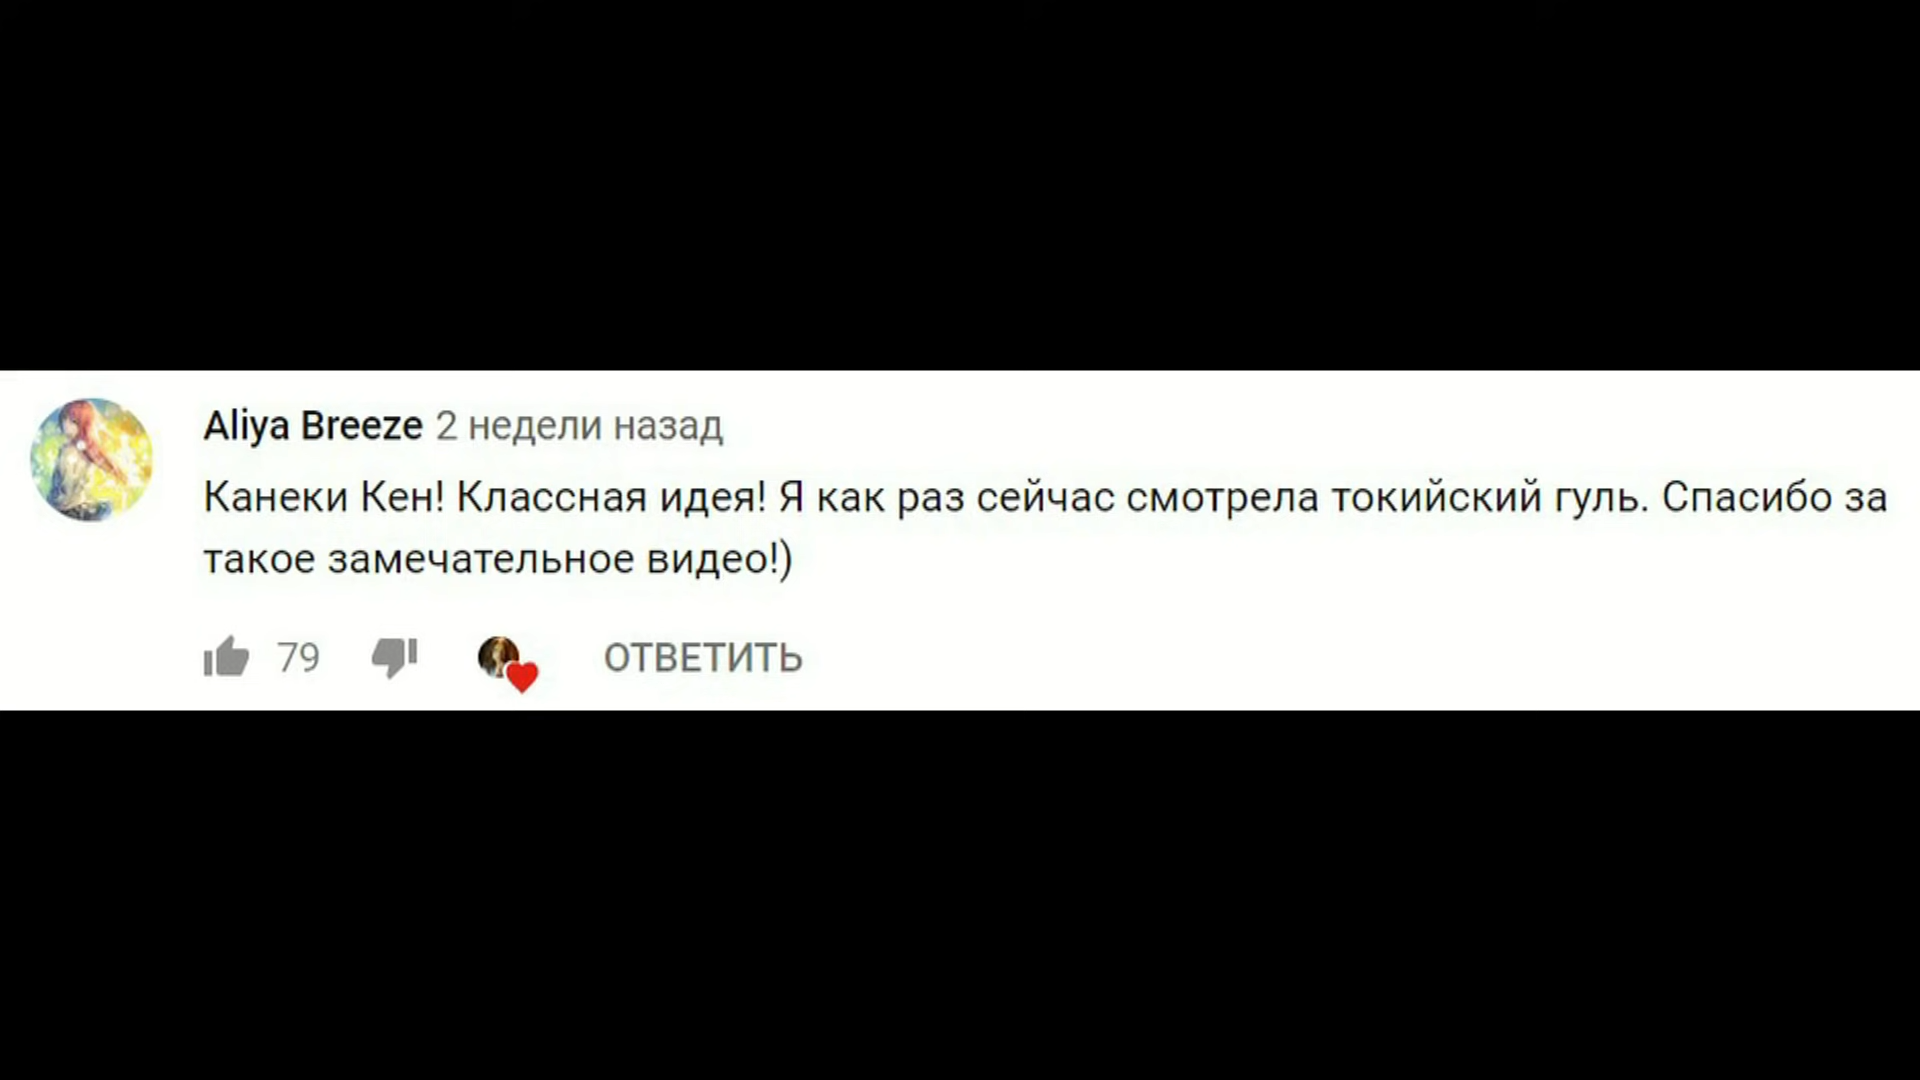 Aliya Breeze 2 недели назад
Канеки Кен! Классная идея! Я как раз сейчас смотрела токийский гуль. Спасибо за
такое замечательное видео!)
79 ОТВЕТИТЬ